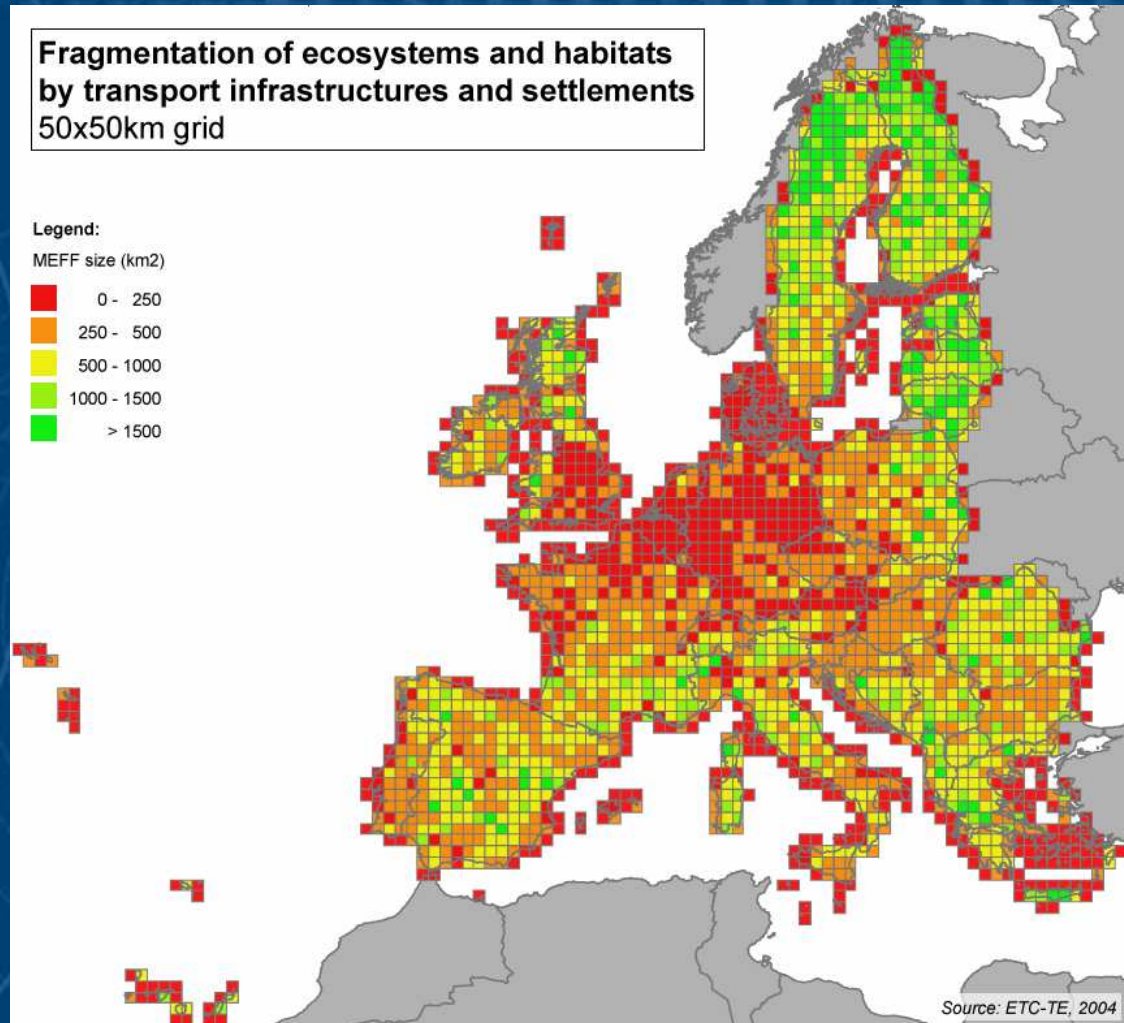 Fragmentation of ecosystems and habitats
by transport infrastructures and settlements
50x50km grid
Legend:
MEFF size (km2)
0 - 250
250 - 500
500 - 1000
1000 - 1500
> 1500
Source: ETC-TE, 2004